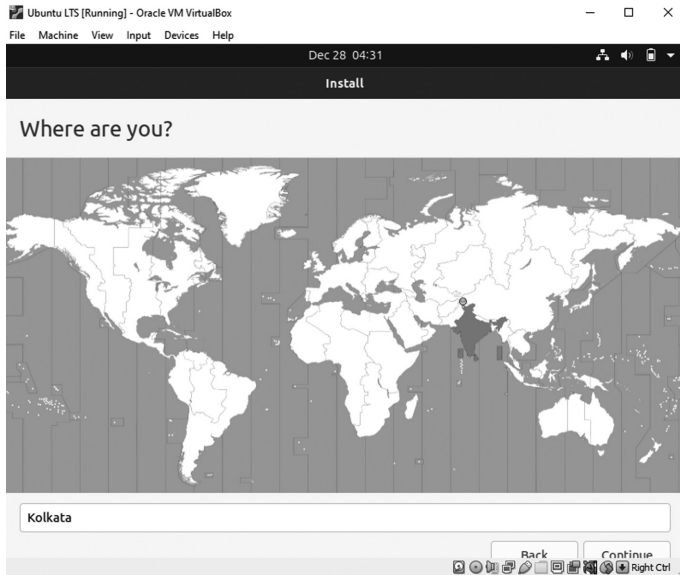 Ubuntu LTS [Running] - Oracle VM VirtualBox
File Machine View Input Devices Help
Dec 28 04:31
Install
Where are you?
Kolkata
Back Continue
Right Ctrl